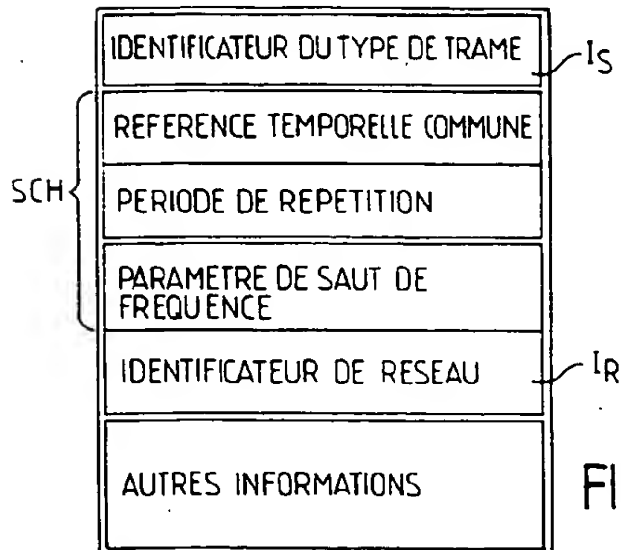 IDENTIFICATEUR DU TYPE DE TRAME
IS
REFERENCE TEMPORELLE COMMUNE
SCH
PERIODE DE REPETITION
PARAMETRE DE SAUT DE
FREQUENCE
IDENTIFICATEUR DE RESEAU
IR
AUTRES INFORMATIONS
FI